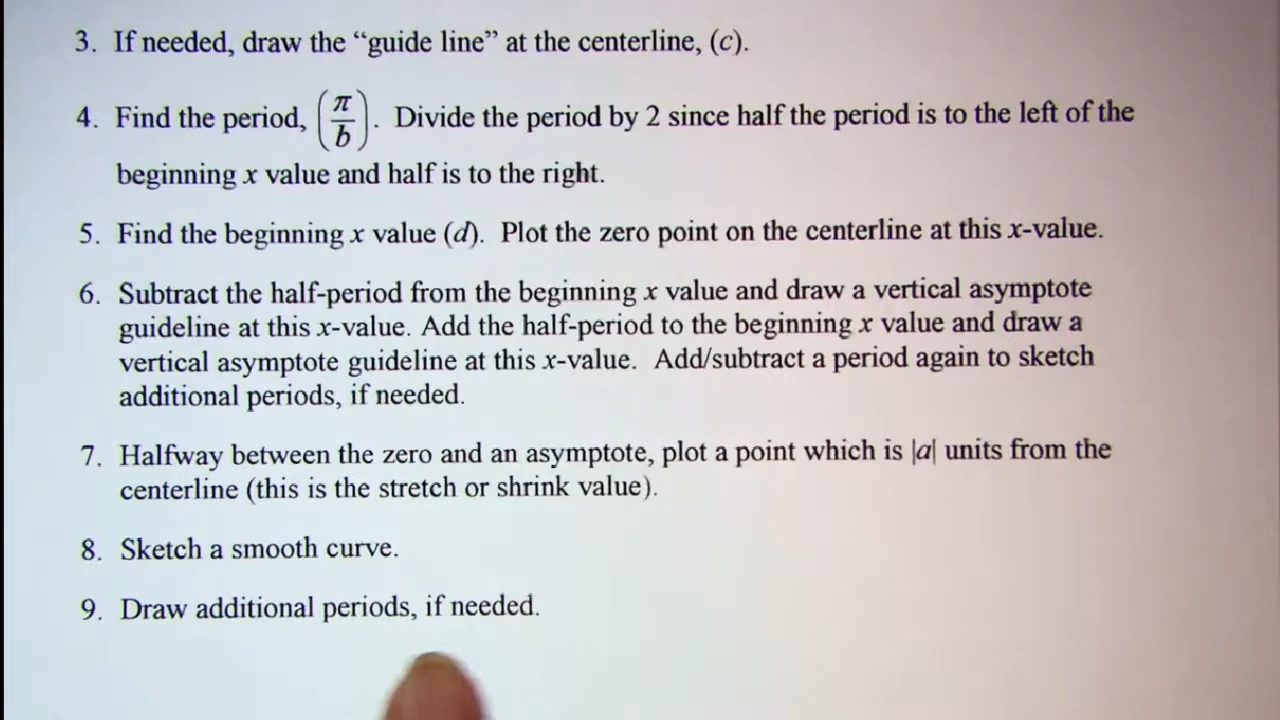 3. If needed, draw the “guide line” at the centerline, (c).
4. Find the period, (π/b). Divide the period by 2 since half the period is to the left of the
beginning x value and half is to the right.
5. Find the beginning x value (d). Plot the zero point on the centerline at this x-value.
6. Subtract the half-period from the beginning x value and draw a vertical asymptote
guideline at this x-value. Add the half-period to the beginning x value and draw a
vertical asymptote guideline at this x-value. Add/subtract a period again to sketch
additional periods, if needed.
7. Halfway between the zero and an asymptote, plot a point which is |a| units from the
centerline (this is the stretch or shrink value).
8. Sketch a smooth curve.
9. Draw additional periods, if needed.